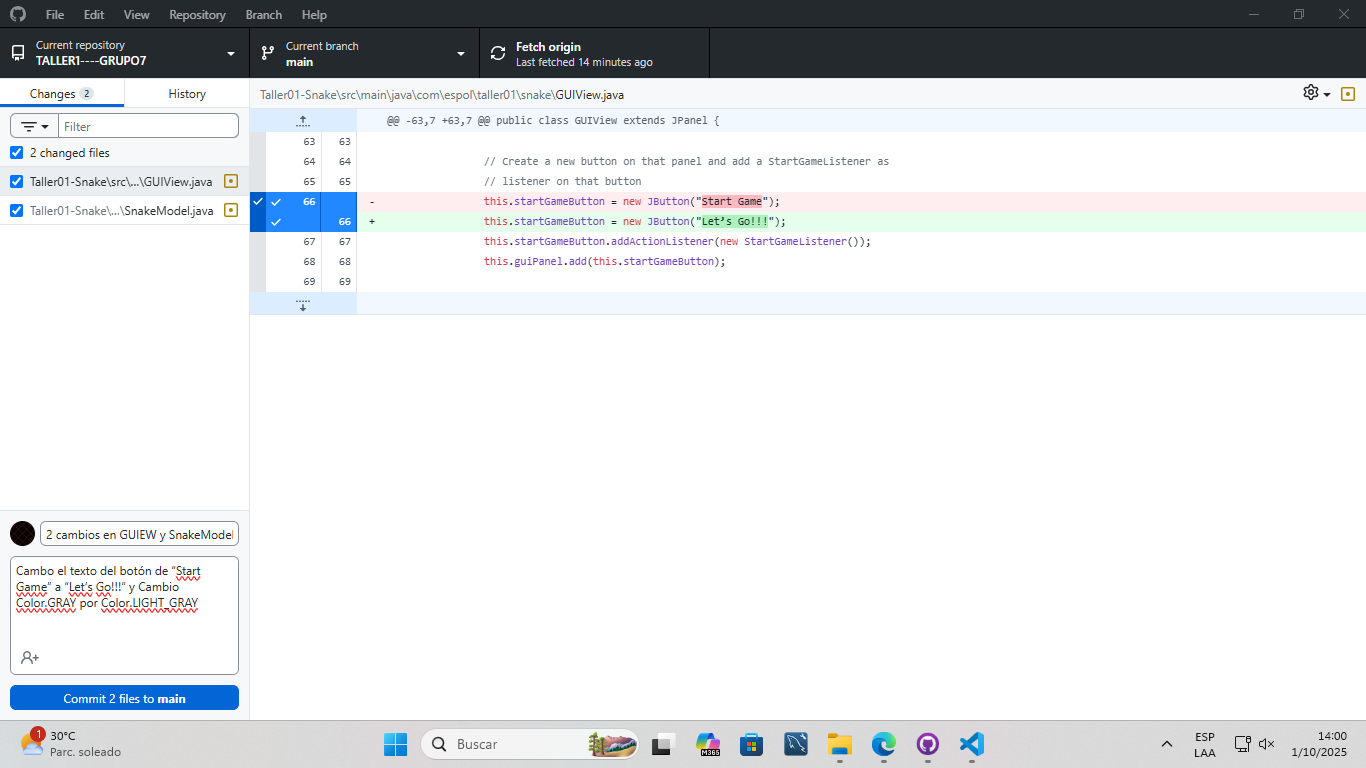 File Edit View Repository Branch Help
Current repository
TALLER1----GRUPO7
Current branch
main
Fetch origin
Last fetched 14 minutes ago
Changes 2
History
Filter
2 changed files
Taller01-Snake\src\...\GUIView.java
Taller01-Snake\...\SnakeModel.java
Taller01-Snake\src\main\java\com\espol\taller01\snake\GUIView.java
@@ -63,7 +63,7 @@ public class GUIView extends JPanel {
63 63
64 64 // Create a new button on that panel and add a StartGameListener as
65 65 // listener on that button
66 - this.startGameButton = new JButton("Start Game");
66 + this.startGameButton = new JButton("Let’s Go!!!");
67 67 this.startGameButton.addActionListener(new StartGameListener());
68 68 this.guiPanel.add(this.startGameButton);
69 69
2 cambios en GUIEW y SnakeModel
Cambo el texto del botón de “Start
Game” a “Let’s Go!!!” y Cambio
Color.GRAY por Color.LIGHT_GRAY
Commit 2 files to main
1
30°C
Parc. soleado
Buscar
M365
ESP
LAA
14:00
1/10/2025